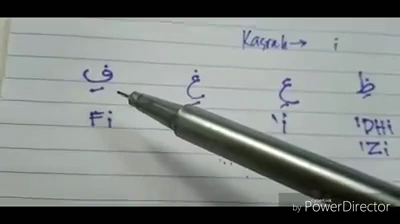 Kasrah → i
فِ غِ عِ ظِ
Fi 'i 'DHi
'Zi
by PowerDirector